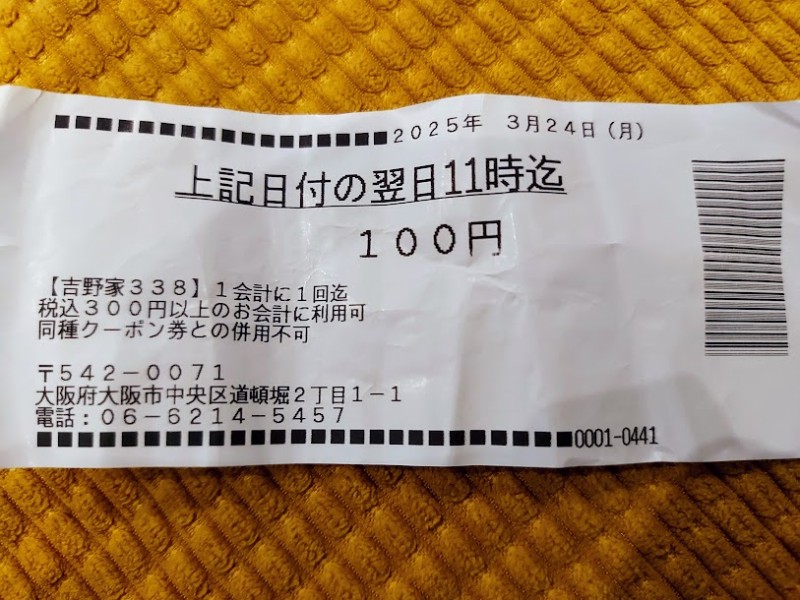 ■■■■■■■■■■■■■■■■2025年 3月24日(月)
上記日付の翌日11時迄
100円
【吉野家338】1会計に1回迄
税込300円以上のお会計に利用可
同種クーポン券との併用不可
〒542-0071
大阪府大阪市中央区道頓堀2丁目1-1
電話:06-6214-5457
■■■■■■■■■■■■■■■■■■■■■■■■■■■0001-0441